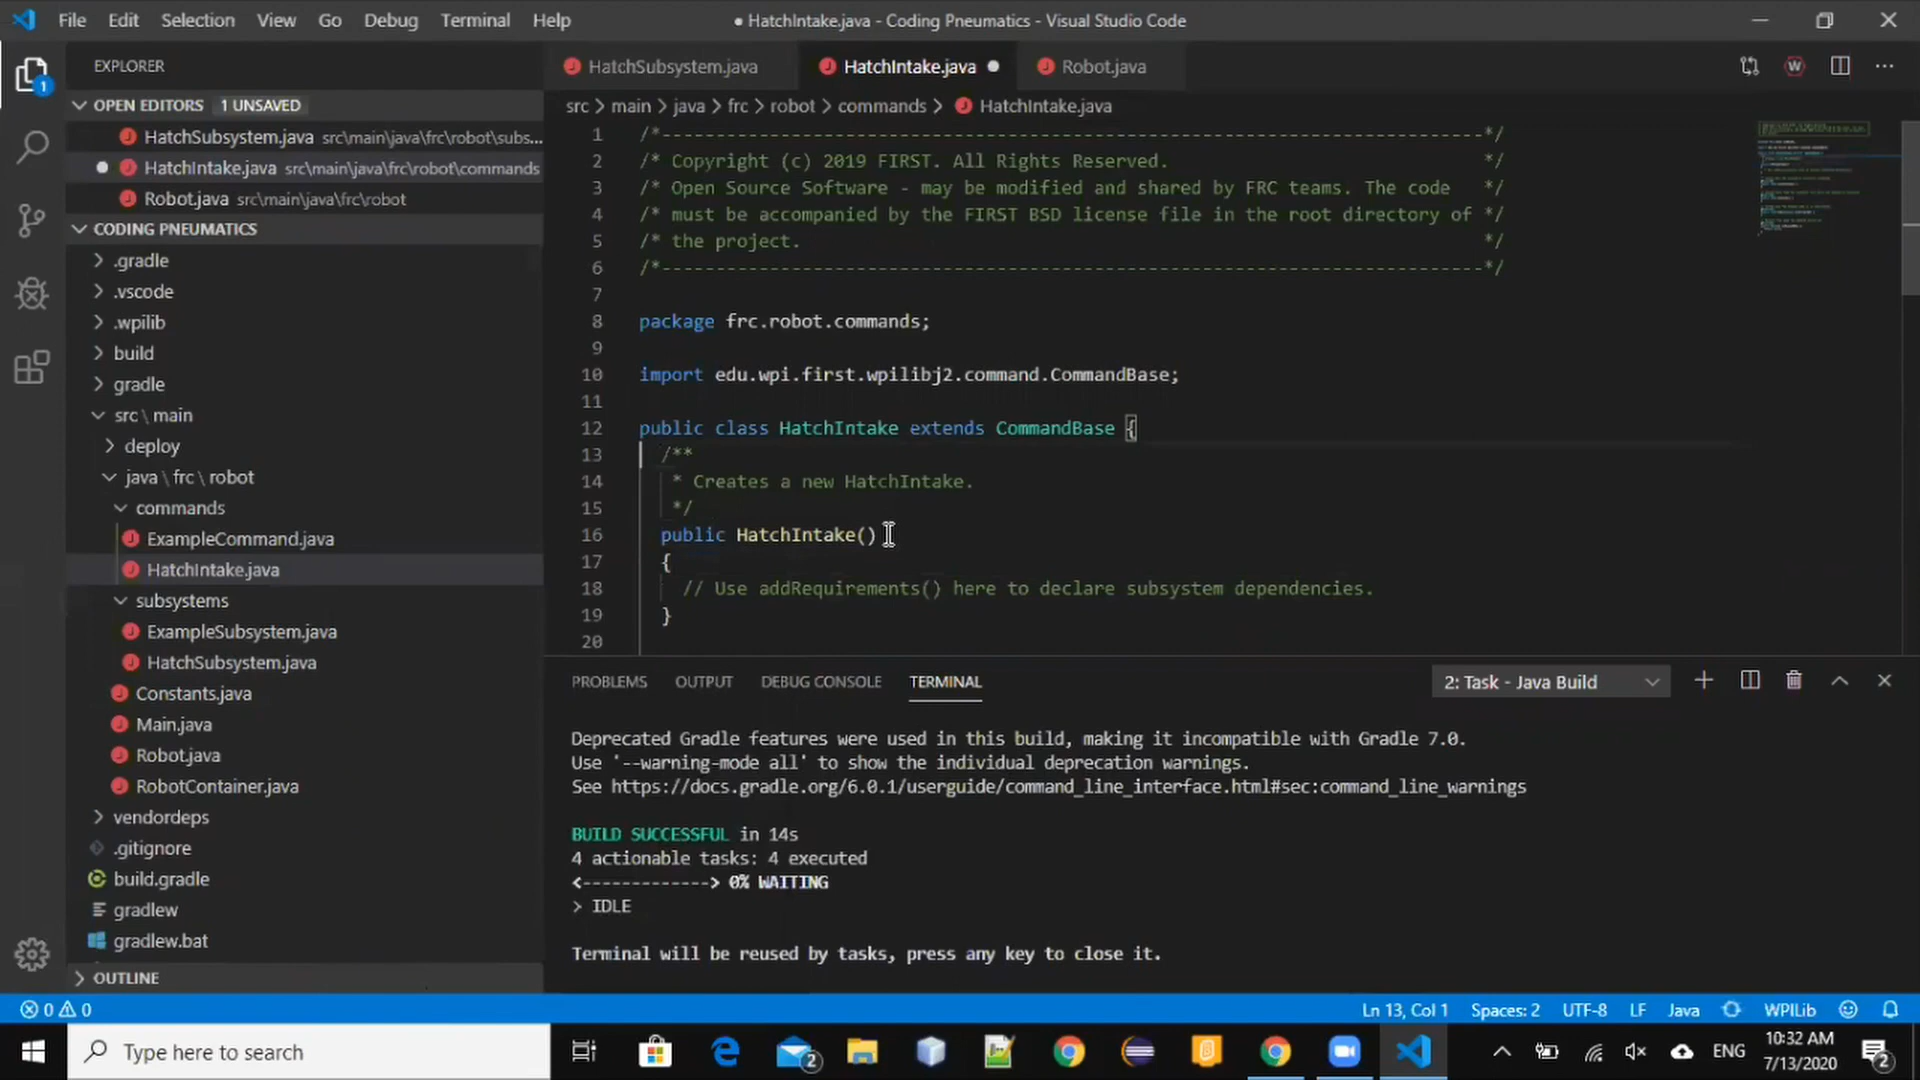 File Edit Selection View Go Debug Terminal Help
● HatchIntake.java - Coding Pneumatics - Visual Studio Code
EXPLORER
OPEN EDITORS 1 UNSAVED
HatchSubsystem.java src\main\java\frc\robot\subs...
HatchIntake.java src\main\java\frc\robot\commands
Robot.java src\main\java\frc\robot
CODING PNEUMATICS
.gradle
.vscode
.wpilib
build
gradle
src \ main
deploy
java \ frc \ robot
commands
ExampleCommand.java
HatchIntake.java
subsystems
ExampleSubsystem.java
HatchSubsystem.java
Constants.java
Main.java
Robot.java
RobotContainer.java
vendordeps
.gitignore
build.gradle
gradlew
gradlew.bat
OUTLINE
1
HatchSubsystem.java HatchIntake.java Robot.java
W
src > main > java > frc > robot > commands > HatchIntake.java
1 /*----------------------------------------------------------------------------*/
2 /* Copyright (c) 2019 FIRST. All Rights Reserved.                             */
3 /* Open Source Software - may be modified and shared by FRC teams. The code   */
4 /* must be accompanied by the FIRST BSD license file in the root directory of */
5 /* the project.                                                               */
6 /*----------------------------------------------------------------------------*/
7
8 package frc.robot.commands;
9
10 import edu.wpi.first.wpilibj2.command.CommandBase;
11
12 public class HatchIntake extends CommandBase {
13   /**
14    * Creates a new HatchIntake.
15    */
16   public HatchIntake()
17   {
18     // Use addRequirements() here to declare subsystem dependencies.
19   }
20
PROBLEMS OUTPUT DEBUG CONSOLE TERMINAL 2: Task - Java Build
Deprecated Gradle features were used in this build, making it incompatible with Gradle 7.0.
Use '--warning-mode all' to show the individual deprecation warnings.
See https://docs.gradle.org/6.0.1/userguide/command_line_interface.html#sec:command_line_warnings
BUILD SUCCESSFUL in 14s
4 actionable tasks: 4 executed
<-------------> 0% WAITING
> IDLE
Terminal will be reused by tasks, press any key to close it.
0 0 Ln 13, Col 1 Spaces: 2 UTF-8 LF Java WPILib
Type here to search
2
ENG
10:32 AM
7/13/2020
2